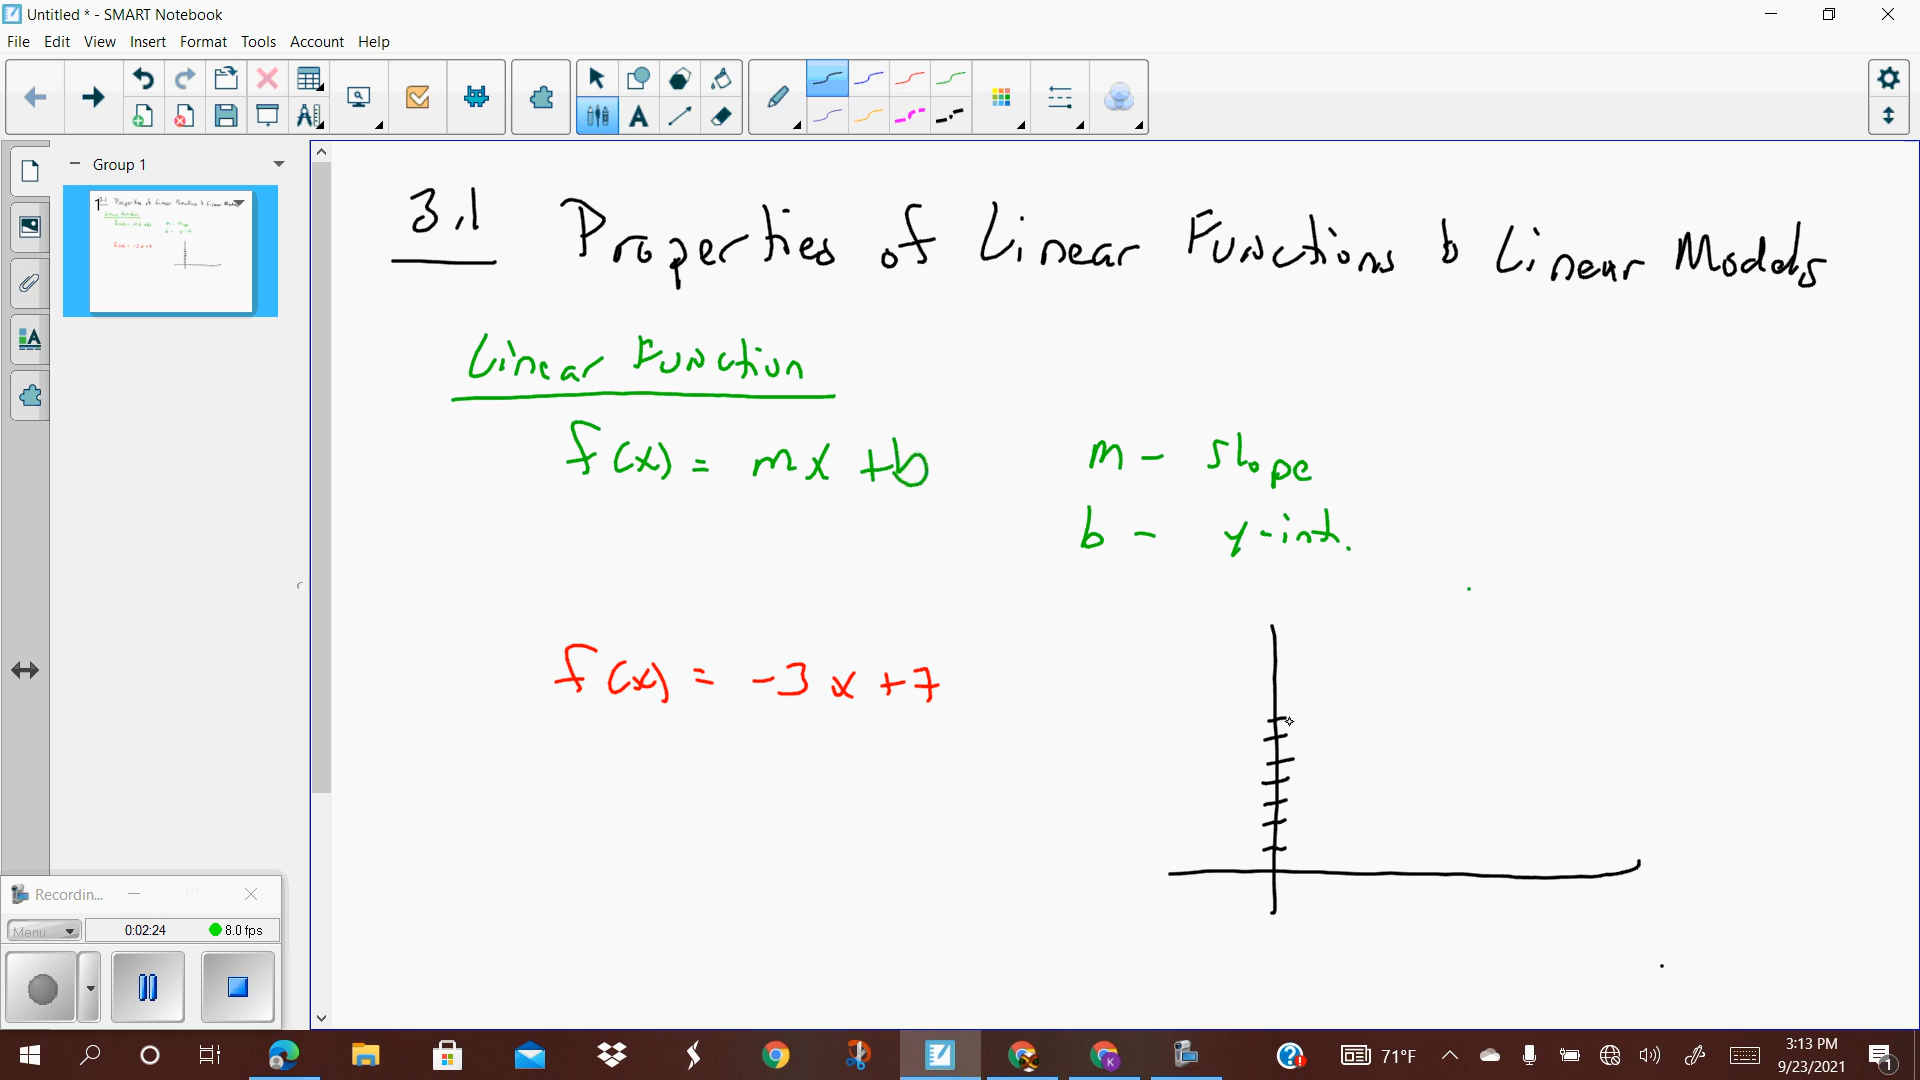 Untitled * - SMART Notebook
File Edit View Insert Format Tools Account Help
Group 1
1
3.1 Properties of Linear Functions & Linear Models
Linear Function
f(x) = mx + b
m - slope
b - y-int.
f(x) = -3x + 7
Recordin...
Menu 0:02:24 8.0 fps
71°F
3:13 PM
9/23/2021
1